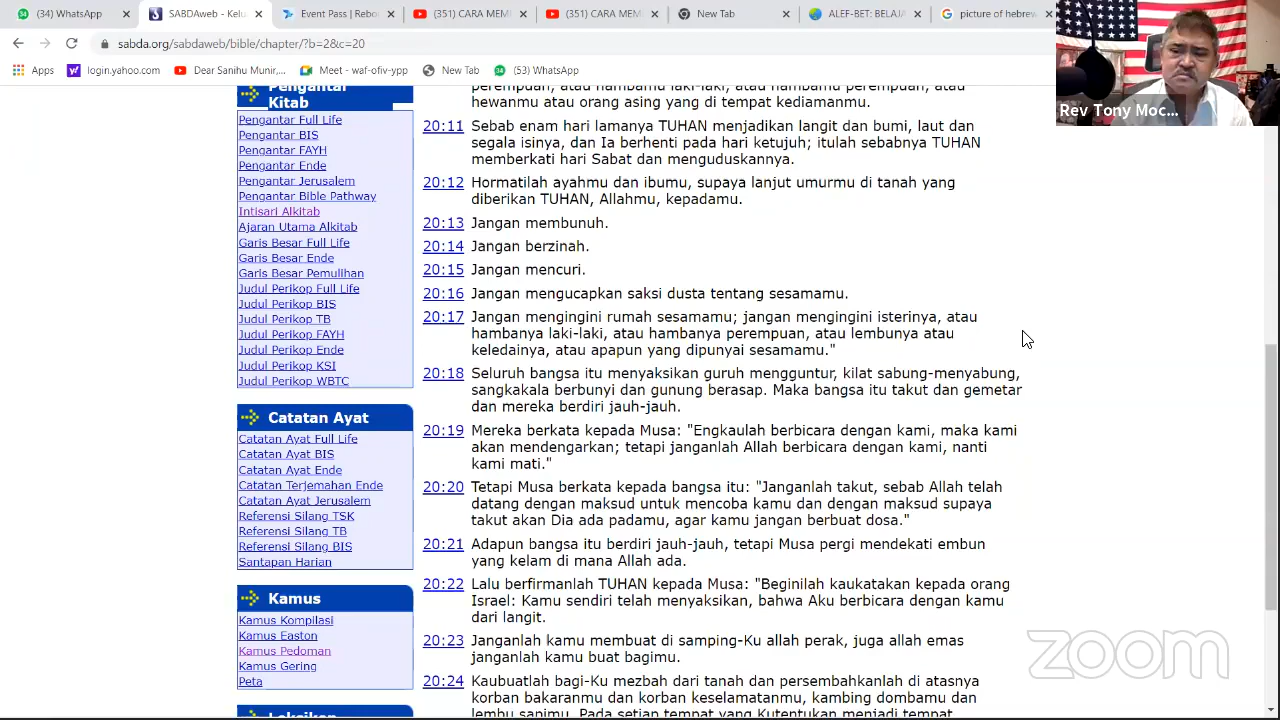 (34) WhatsApp
SABDAweb - Kelu
Event Pass | Rebo
(351) CARA MEM
(351) CARA MEM
New Tab
ALEF-BET: BELAJA
picture of hebrew
sabda.org/sabdaweb/bible/chapter/?b=2&c=20
Apps
login.yahoo.com
Dear Sanihu Munir,...
Meet - waf-ofiv-ypp
New Tab
(34) WhatsApp
Rev Tony Moc...
Pengantar
Kitab
Pengantar Full Life
Pengantar BIS
Pengantar FAYH
Pengantar Ende
Pengantar Jerusalem
Pengantar Bible Pathway
Intisari Alkitab
Ajaran Utama Alkitab
Garis Besar Full Life
Garis Besar Ende
Garis Besar Pemulihan
Judul Perikop Full Life
Judul Perikop BIS
Judul Perikop TB
Judul Perikop FAYH
Judul Perikop Ende
Judul Perikop KSI
Judul Perikop WBTC
Catatan Ayat
Catatan Ayat Full Life
Catatan Ayat BIS
Catatan Ayat Ende
Catatan Terjemahan Ende
Catatan Ayat Jerusalem
Referensi Silang TSK
Referensi Silang TB
Referensi Silang BIS
Santapan Harian
Kamus
Kamus Kompilasi
Kamus Easton
Kamus Pedoman
Kamus Gering
Peta
Leksikon
perempuan, atau hambamu laki-laki, atau hambamu perempuan, atau
hewanmu atau orang asing yang di tempat kediamanmu.
20:11 Sebab enam hari lamanya TUHAN menjadikan langit dan bumi, laut dan
segala isinya, dan Ia berhenti pada hari ketujuh; itulah sebabnya TUHAN
memberkati hari Sabat dan menguduskannya.
20:12 Hormatilah ayahmu dan ibumu, supaya lanjut umurmu di tanah yang
diberikan TUHAN, Allahmu, kepadamu.
20:13 Jangan membunuh.
20:14 Jangan berzinah.
20:15 Jangan mencuri.
20:16 Jangan mengucapkan saksi dusta tentang sesamamu.
20:17 Jangan mengingini rumah sesamamu; jangan mengingini isterinya, atau
hambanya laki-laki, atau hambanya perempuan, atau lembunya atau
keledainya, atau apapun yang dipunyai sesamamu."
20:18 Seluruh bangsa itu menyaksikan guruh mengguntur, kilat sabung-menyabung,
sangkakala berbunyi dan gunung berasap. Maka bangsa itu takut dan gemetar
dan mereka berdiri jauh-jauh.
20:19 Mereka berkata kepada Musa: "Engkaulah berbicara dengan kami, maka kami
akan mendengarkan; tetapi janganlah Allah berbicara dengan kami, nanti
kami mati."
20:20 Tetapi Musa berkata kepada bangsa itu: "Janganlah takut, sebab Allah telah
datang dengan maksud untuk mencoba kamu dan dengan maksud supaya
takut akan Dia ada padamu, agar kamu jangan berbuat dosa."
20:21 Adapun bangsa itu berdiri jauh-jauh, tetapi Musa pergi mendekati embun
yang kelam di mana Allah ada.
20:22 Lalu berfirmanlah TUHAN kepada Musa: "Beginilah kaukatakan kepada orang
Israel: Kamu sendiri telah menyaksikan, bahwa Aku berbicara dengan kamu
dari langit.
20:23 Janganlah kamu membuat di samping-Ku allah perak, juga allah emas
janganlah kamu buat bagimu.
20:24 Kaubuatlah bagi-Ku mezbah dari tanah dan persembahkanlah di atasnya
korban bakaranmu dan korban keselamatanmu, kambing dombamu dan
lembu sapimu. Pada setiap tempat yang Kutentukan menjadi tempat
zoom